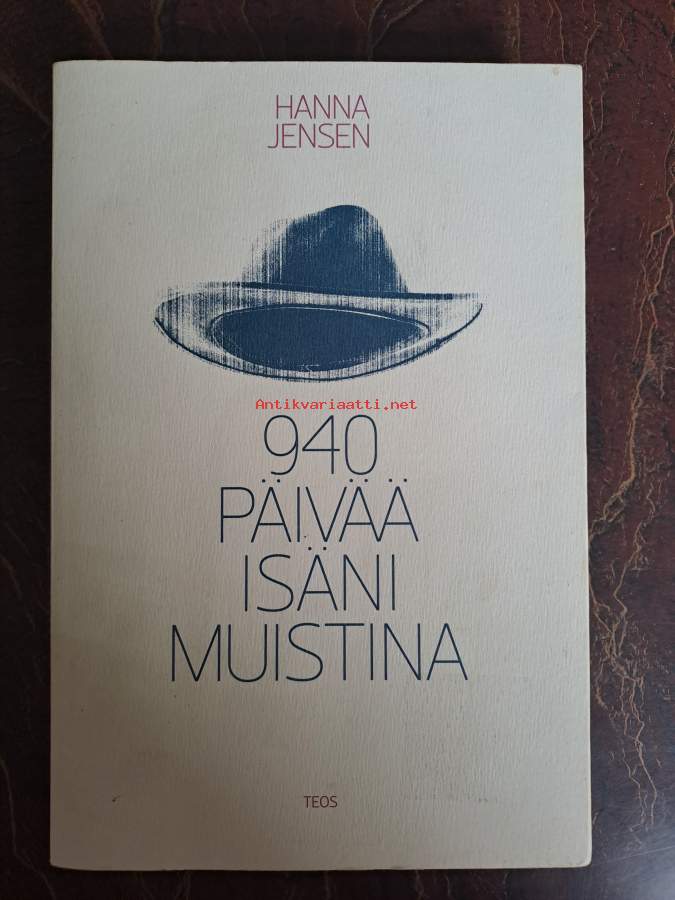 HANNA
JENSEN
Antikvariaatti.net
940
PÄIVÄÄ
ISÄNI
MUISTINA
TEOS